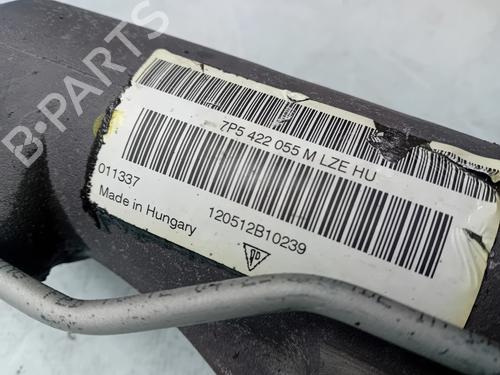 B-PARTS
7P5 422 055 M LZE HU
011337
Made in Hungary
120512B10239